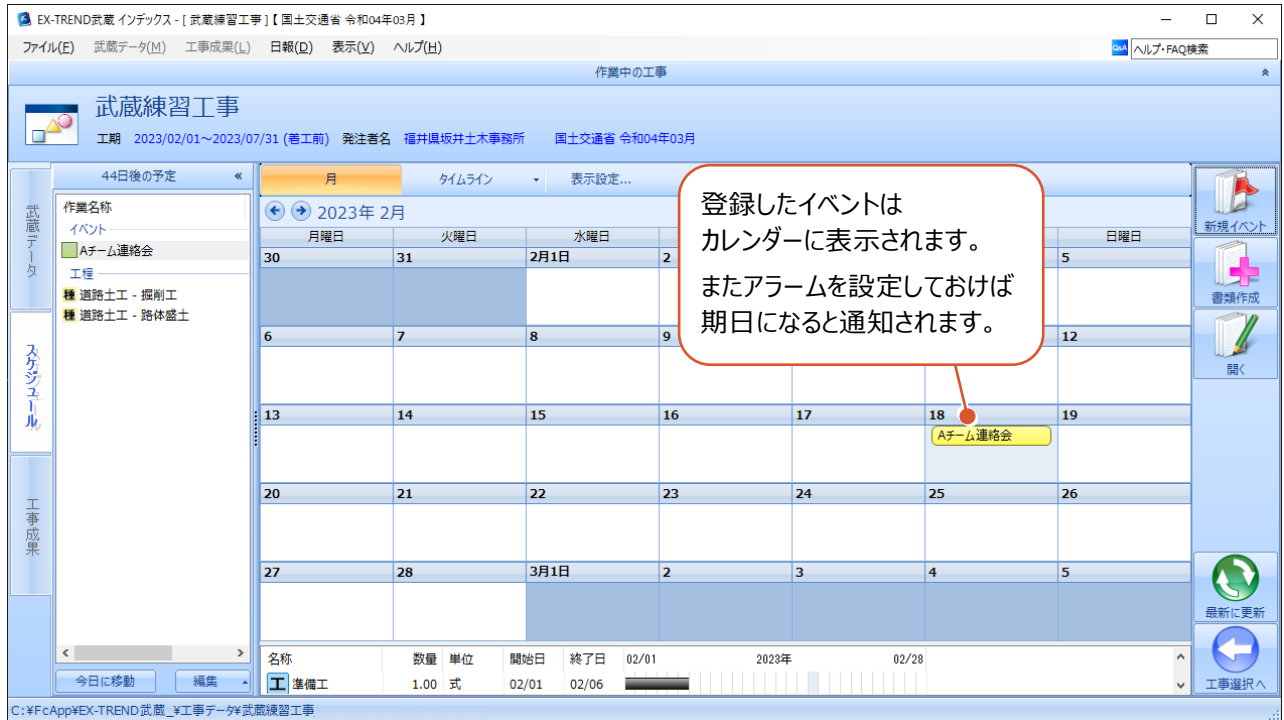 EX-TREND武蔵 インデックス - [ 武蔵練習工事 ] 【 国土交通省 令和04年03月 】
ファイル(F) 武蔵データ(M) 工事成果(L) 日報(D) 表示(V) ヘルプ(H) Q&A ヘルプ・FAQ検索
作業中の工事
武蔵練習工事
工期 2023/02/01～2023/07/31 (着工前) 発注者名 福井県坂井土木事務所 国土交通省 令和04年03月
武蔵データ
スケジュール
工事成果
44日後の予定 «
作業名称
イベント
Aチーム連絡会
工程
種 道路土工 - 掘削工
種 道路土工 - 路体盛土
今日に移動 編集
月 タイムライン 表示設定...
2023年 2月
月曜日 火曜日 水曜日 日曜日
30 31 2月1日 2 5
6 7 8 9 12
13 14 15 16 17 18 19
Aチーム連絡会
20 21 22 23 24 25 26
27 28 3月1日 2 3 4 5
登録したイベントは
カレンダーに表示されます。
またアラームを設定しておけば
期日になると通知されます。
名称 数量 単位 開始日 終了日 02/01 2023年 02/28
工 準備工 1.00 式 02/01 02/06
新規イベント
書類作成
開く
最新に更新
工事選択へ
C:¥FcApp¥EX-TREND武蔵_¥工事データ¥武蔵練習工事